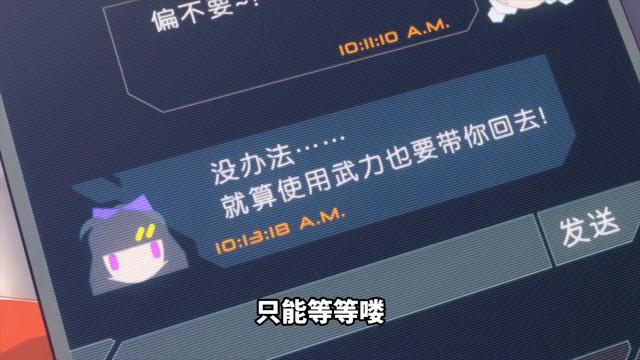 偏不要~!
10:11:10 A.M.
没办法……
就算使用武力也要带你回去!
10:13:18 A.M.
发送
只能等等喽